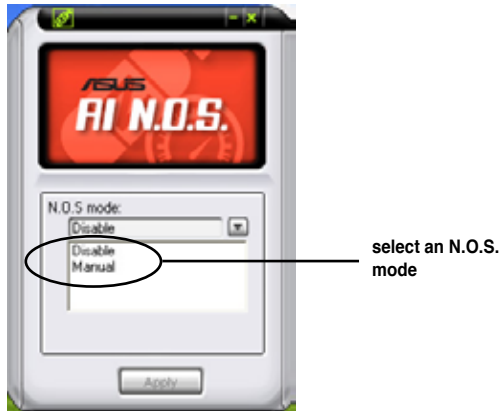 ASUS
AI N.O.S.
N.O.S mode:
Disable
Disable
Manual
select an N.O.S.
mode
Apply